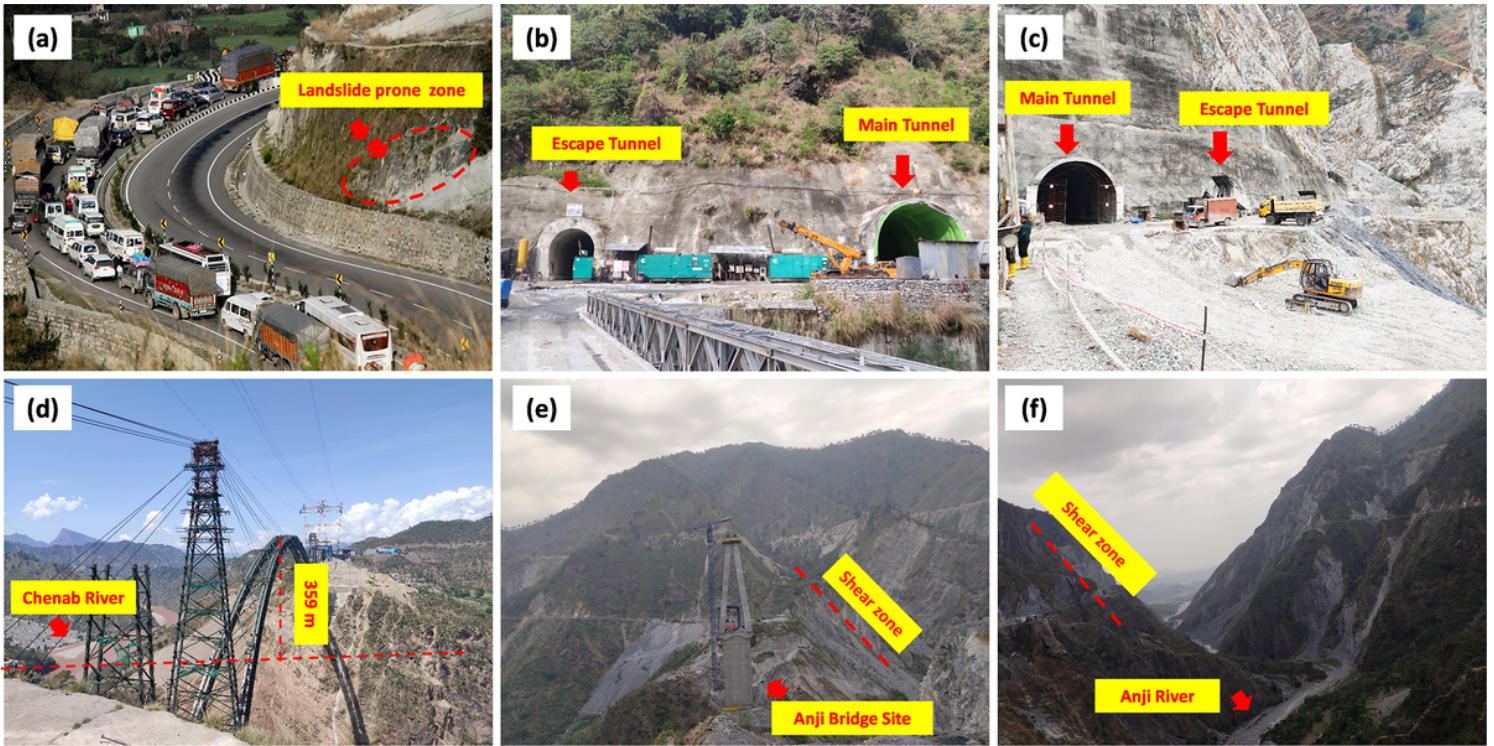 (a)
Landslide prone zone
(b)
Escape Tunnel
Main Tunnel
(c)
Main Tunnel
Escape Tunnel
(d)
Chenab River
359 m
(e)
Shear zone
Anji Bridge Site
(f)
Shear zone
Anji River